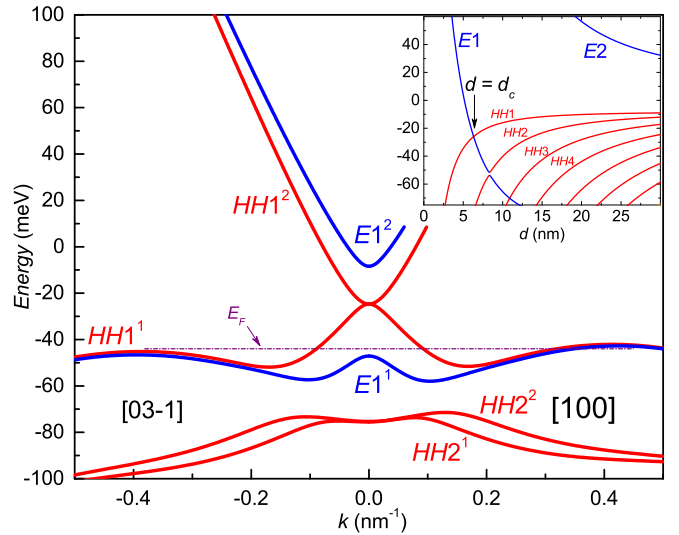 100
80
60
40
20
0
-20
-40
-60
-80
-100
Energy (meV)
-0.4
-0.2
0.0
0.2
0.4
k (nm⁻¹)
HH1²
E1²
HH1¹
E_F
E1¹
[03-1]
[100]
HH2²
HH2¹
40
20
0
-20
-40
-60
E1
E2
d = d_c
HH1
HH2
HH3
HH4
0
5
10
15
20
25
d (nm)